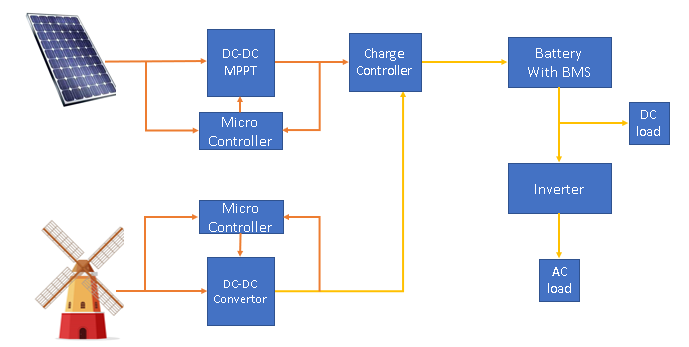 DC-DC
MPPT
Charge
Controller
Battery
With BMS
Micro
Controller
DC
load
Inverter
Micro
Controller
DC-DC
Convertor
AC
load